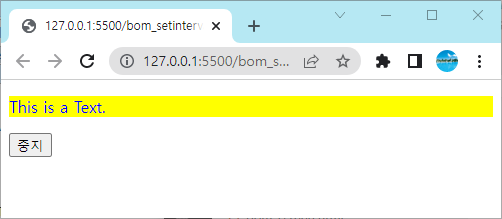 127.0.0.1:5500/bom_setinterv
127.0.0.1:5500/bom_s...
This is a Text.
중지